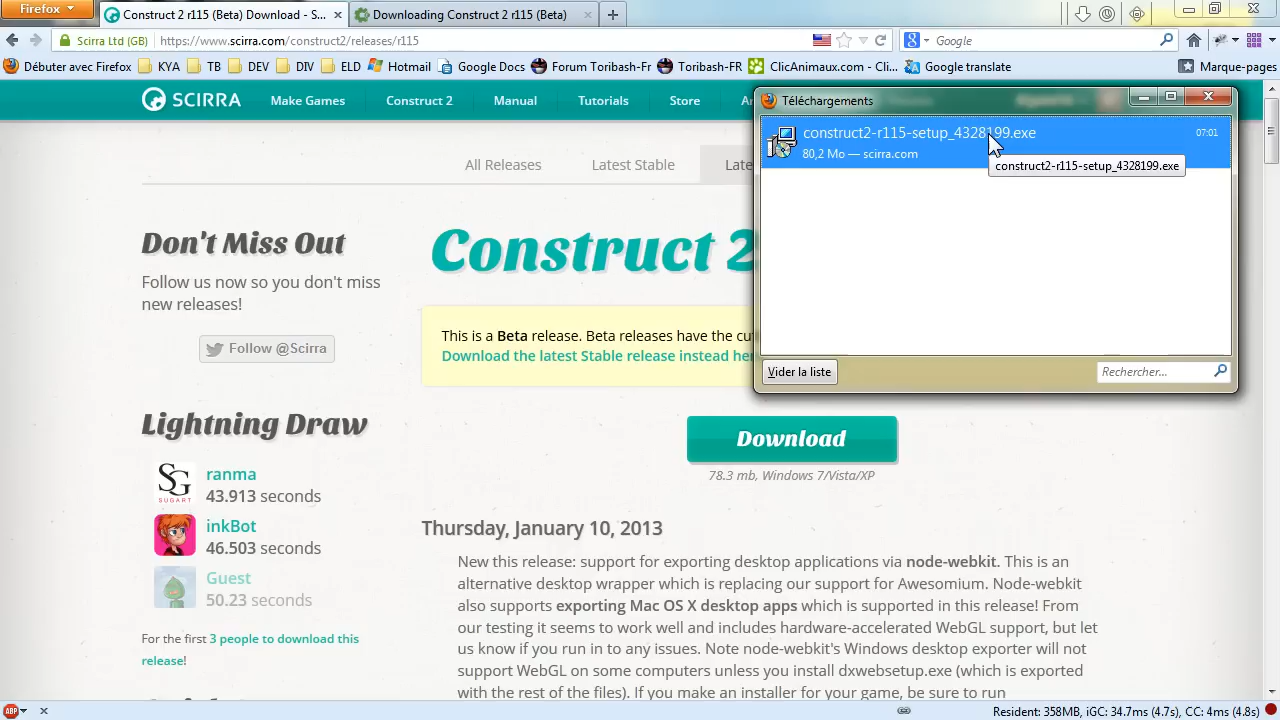 Firefox
Construct 2 r115 (Beta) Download - S...
Downloading Construct 2 r115 (Beta)
Scirra Ltd (GB)
https://www.scirra.com/construct2/releases/r115
Google
Débuter avec Firefox
KYA
TB
DEV
DIV
ELD
Hotmail
Google Docs
Forum Toribash-Fr
Toribash-FR
ClicAnimaux.com - Cli...
Google translate
Marque-pages
SCIRRA
Make Games
Construct 2
Manual
Tutorials
Store
Téléchargements
construct2-r115-setup_4328199.exe
07:01
80,2 Mo — scirra.com
construct2-r115-setup_4328199.exe
Vider la liste
Rechercher...
All Releases
Latest Stable
Don't Miss Out
Follow us now so you don't miss
new releases!
Follow @Scirra
Construct 2
This is a Beta release. Beta releases have the
Download the latest Stable release instead
Download
78.3 mb, Windows 7/Vista/XP
Lightning Draw
SG
SUGART
ranma
43.913 seconds
inkBot
46.503 seconds
Guest
50.23 seconds
For the first 3 people to download this
release!
Thursday, January 10, 2013
New this release: support for exporting desktop applications via node-webkit. This is an
alternative desktop wrapper which is replacing our support for Awesomium. Node-webkit
also supports exporting Mac OS X desktop apps which is supported in this release! From
our testing it seems to work well and includes hardware-accelerated WebGL support, but let
us know if you run in to any issues. Note node-webkit's Windows desktop exporter will not
support WebGL on some computers unless you install dxwebsetup.exe (which is exported
with the rest of the files). If you make an installer for your game, be sure to run
ABP
Resident: 358MB, iGC: 34.7ms (4.7s), CC: 4ms (4.8s)